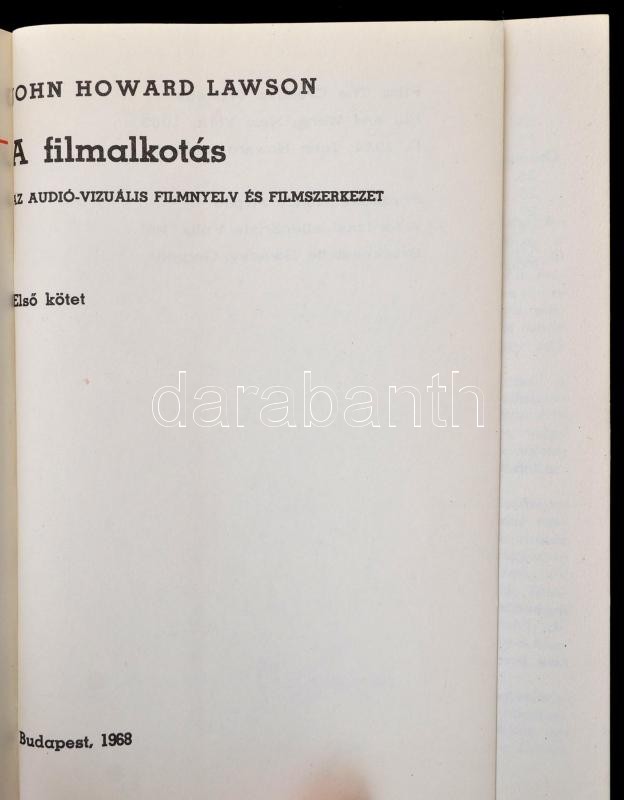 JOHN HOWARD LAWSON
A filmalkotás
AZ AUDIÓ-VIZUÁLIS FILMNYELV ÉS FILMSZERKEZET
Első kötet
darabanth
Budapest, 1968